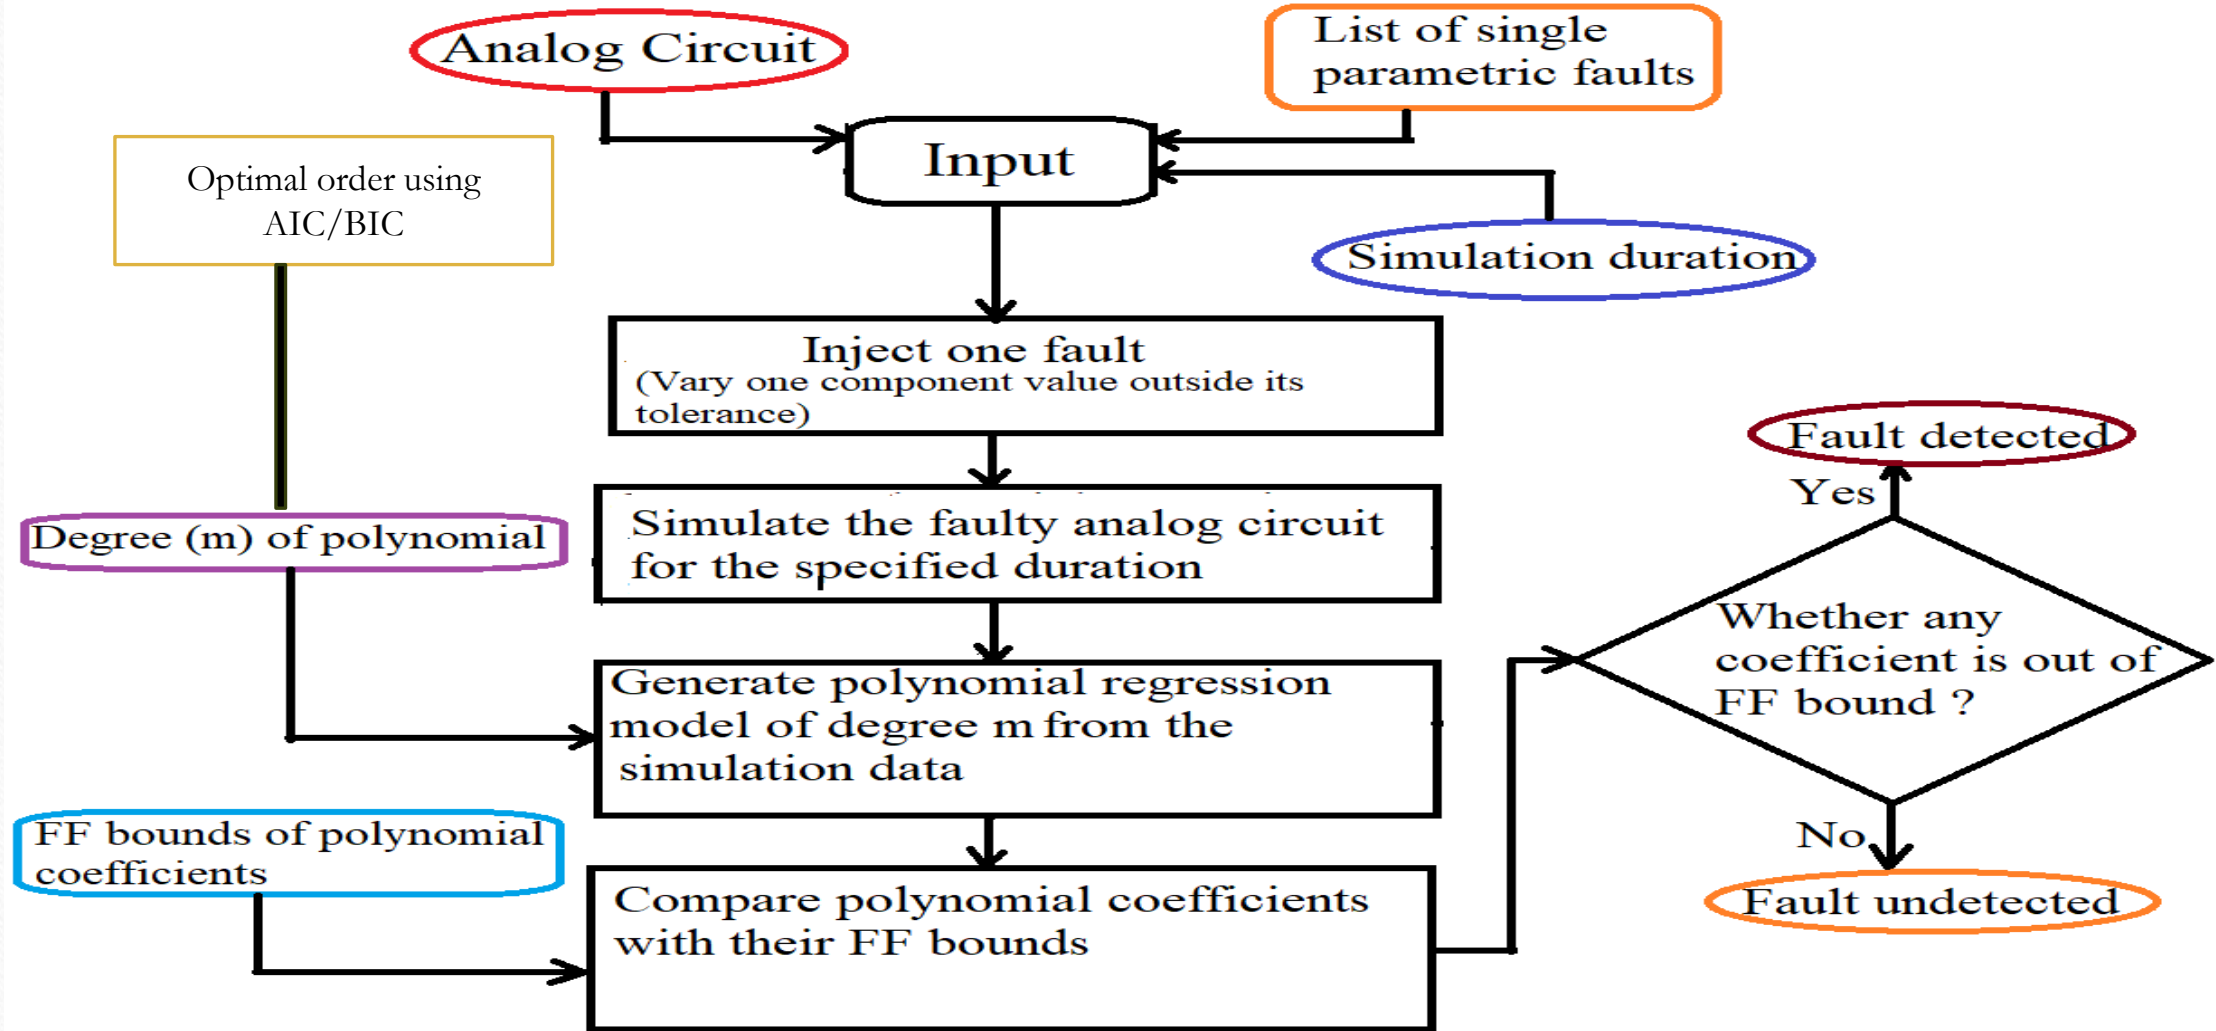 Analog Circuit
List of single
parametric faults
Input
Optimal order using
AIC/BIC
Simulation duration
Inject one fault
(Vary one component value outside its
tolerance)
Fault detected
Yes
Degree (m) of polynomial
Simulate the faulty analog circuit
for the specified duration
Whether any
coefficient is out of
FF bound ?
Generate polynomial regression
model of degree m from the
simulation data
FF bounds of polynomial
coefficients
No
Compare polynomial coefficients
with their FF bounds
Fault undetected